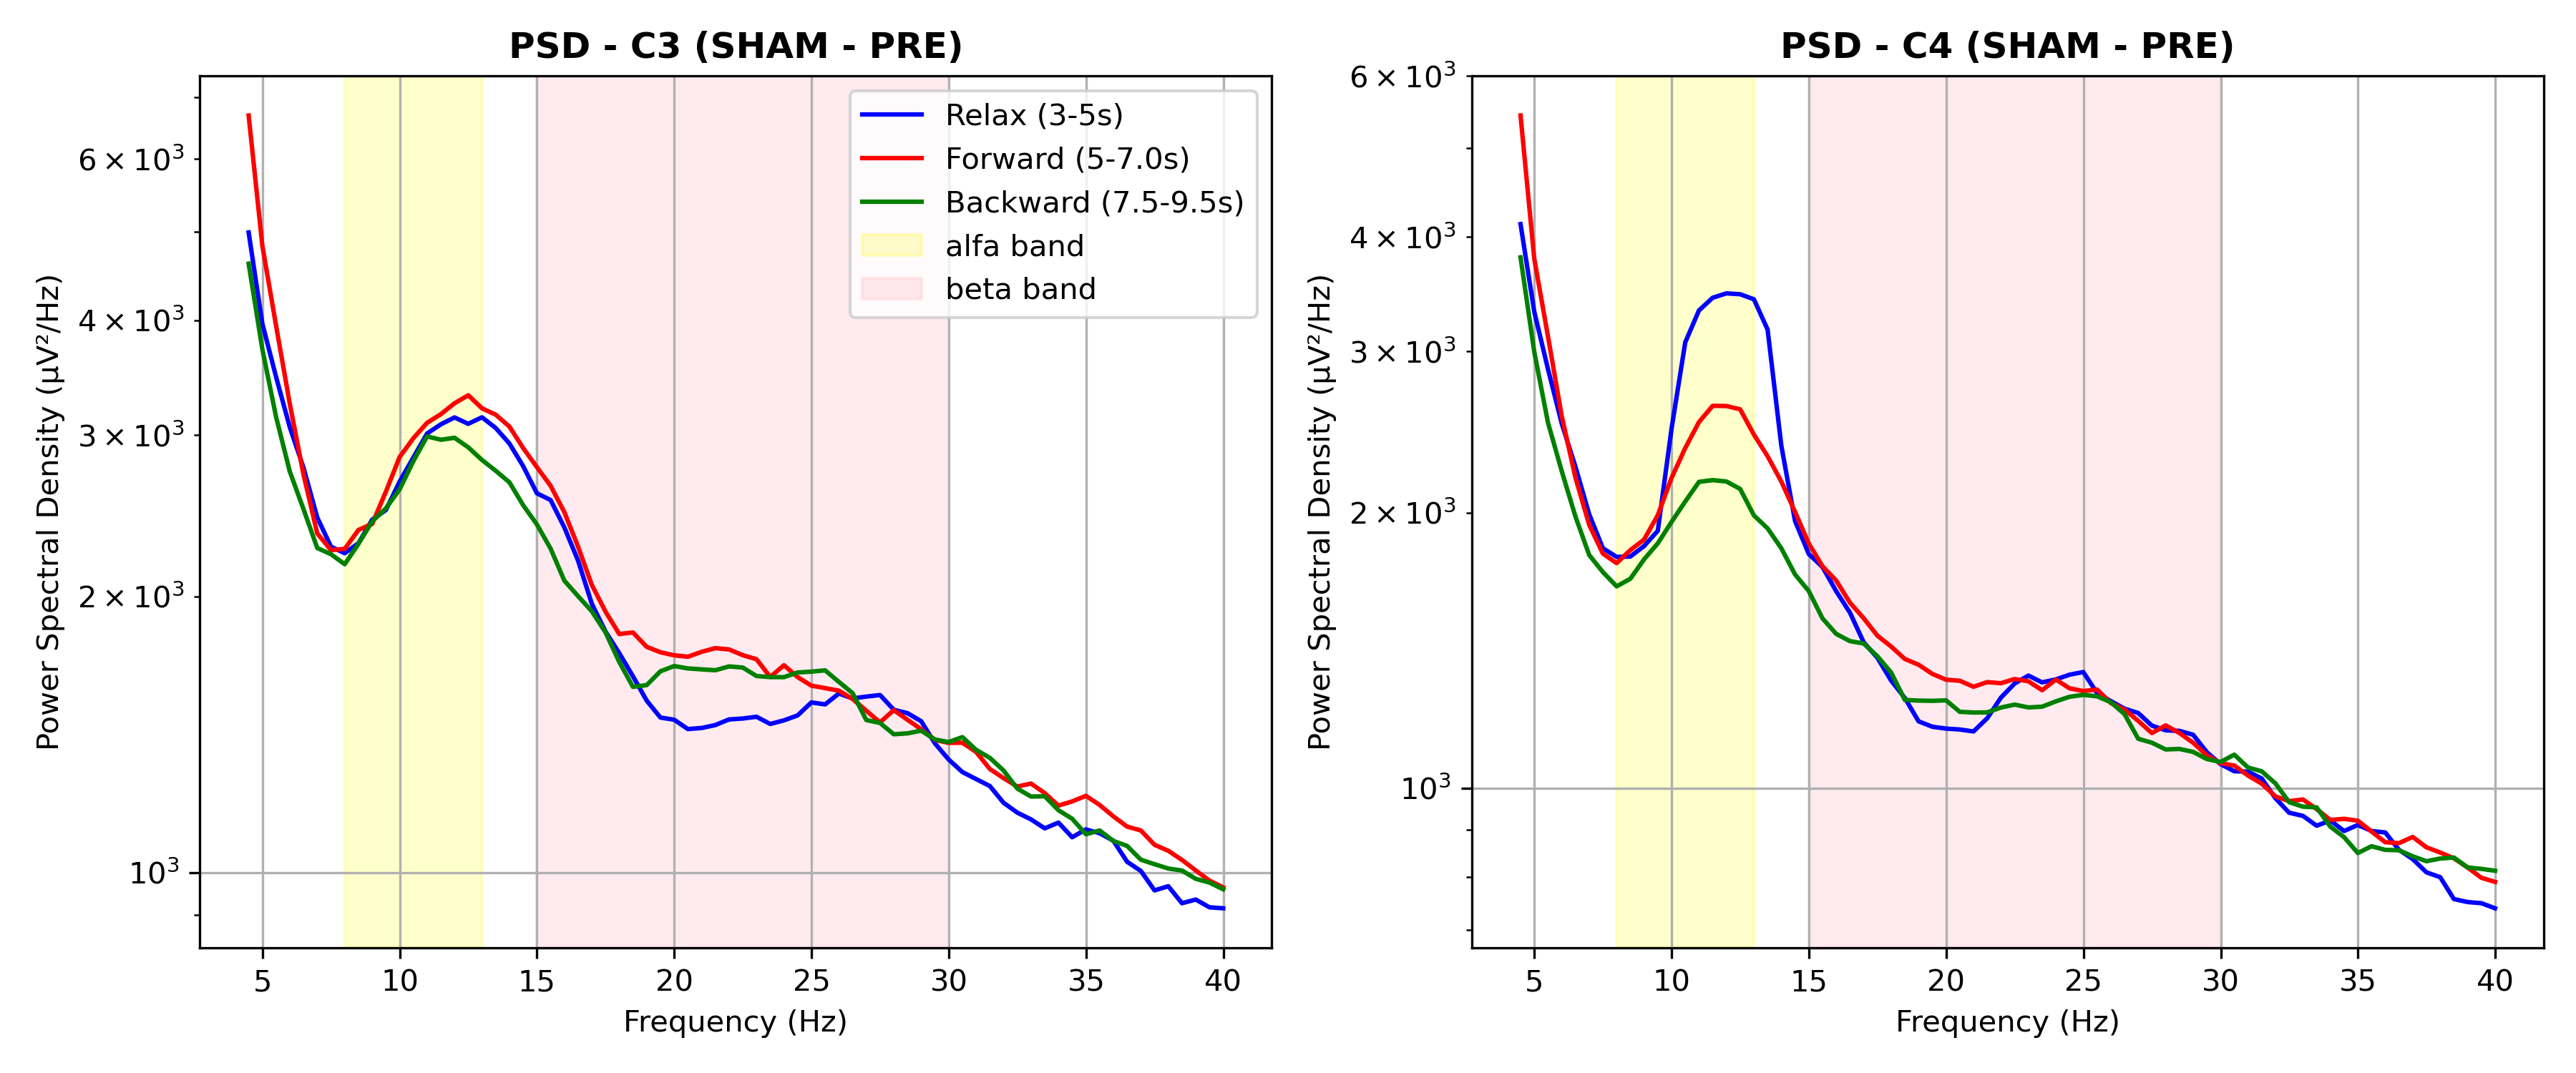 PSD - C3 (SHAM - PRE)
Power Spectral Density (µV²/Hz)
6 × 10³
4 × 10³
3 × 10³
2 × 10³
10³
Relax (3-5s)
Forward (5-7.0s)
Backward (7.5-9.5s)
alfa band
beta band
5 10 15 20 25 30 35 40
Frequency (Hz)
PSD - C4 (SHAM - PRE)
Power Spectral Density (µV²/Hz)
6 × 10³
4 × 10³
3 × 10³
2 × 10³
10³
5 10 15 20 25 30 35 40
Frequency (Hz)